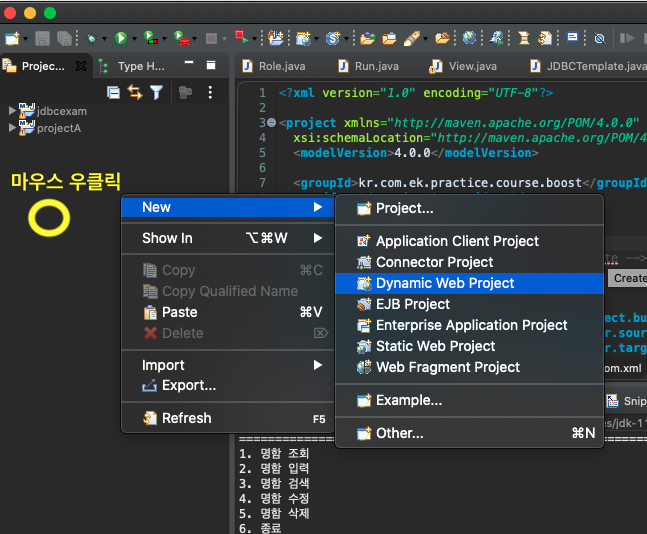 Projec...
Type H...
Role.java
Run.java
View.java
JDBCTemplate.java
jdbcexam
projectA
마우스 우클릭
1 <?xml version="1.0" encoding="UTF-8"?>
2
3 <project xmlns="http://maven.apache.org/POM/4.0.0"
4 xsi:schemaLocation="http://maven.apache.org/POM/4
5 <modelVersion>4.0.0</modelVersion>
6
7 <groupId>kr.com.ek.practice.course.boost</groupId>
New
Show In ⌥⌘W
Copy ⌘C
Copy Qualified Name
Paste ⌘V
Delete ⌦
Import
Export...
Refresh F5
Project...
Application Client Project
Connector Project
Dynamic Web Project
EJB Project
Enterprise Application Project
Static Web Project
Web Fragment Project
Example...
Other... ⌘N
-->
Create
ect.bu
r.sour
r.targ
om.xml
Snip
es/jdk-11
===================================================
1. 명함 조회
2. 명함 입력
3. 명함 검색
4. 명함 수정
5. 명함 삭제
6. 종료